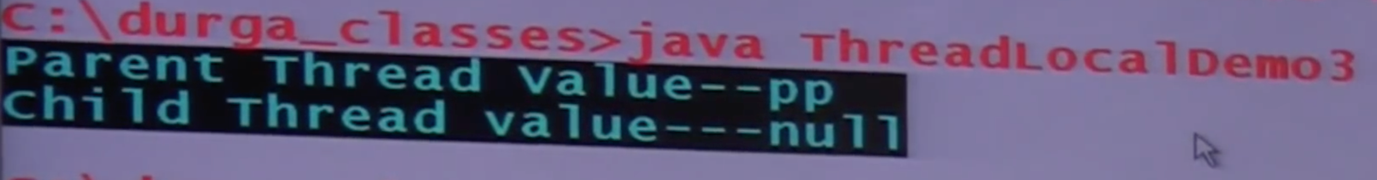 C:\durga_classes>java ThreadLocalDemo3
Parent Thread Value--pp
Child Thread value---null